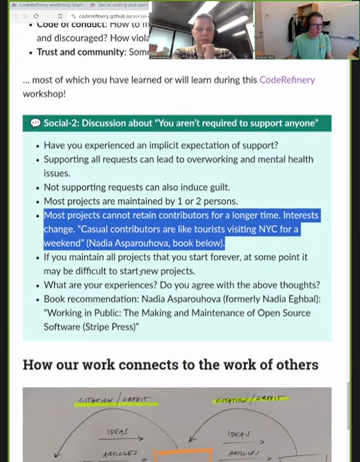 CodeRefinery workshop
Social coding and open
coderefinery.github.io/social-
Code of conduct: How to
and discouraged? How viola
Trust and community: Some
... most of which you have learned or will learn during this CodeRefinery
workshop!
Social-2: Discussion about "You aren't required to support anyone"
Have you experienced an implicit expectation of support?
Supporting all requests can lead to overworking and mental health
issues.
Not supporting requests can also induce guilt.
Most projects are maintained by 1 or 2 persons.
Most projects cannot retain contributors for a longer time. Interests
change. "Casual contributors are like tourists visiting NYC for a
weekend" (Nadia Asparouhova, book below).
If you maintain all projects that you start forever, at some point it
may be difficult to start new projects.
What are your experiences? Do you agree with the above thoughts?
Book recommendation: Nadia Asparouhova (formerly Nadia Eghbal):
"Working in Public: The Making and Maintenance of Open Source
Software (Stripe Press)"
How our work connects to the work of others
CITATION/CREDIT
CITATION/CREDIT
IDEAS
IDEAS
ARTICLES
ARTICLES